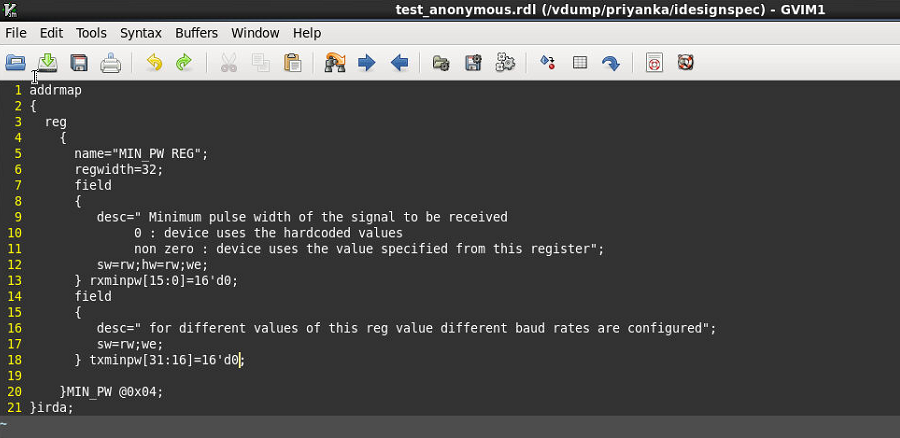 test_anonymous.rdl (/vdump/priyanka/idesignspec) - GVIM1
File Edit Tools Syntax Buffers Window Help
1 addrmap
2 {
3   reg
4     {
5       name="MIN_PW REG";
6       regwidth=32;
7       field
8       {
9          desc=" Minimum pulse width of the signal to be received
10               0 : device uses the hardcoded values
11               non zero : device uses the value specified from this register";
12          sw=rw;hw=rw;we;
13       } rxminpw[15:0]=16'd0;
14       field
15       {
16          desc=" for different values of this reg value different baud rates are configured";
17          sw=rw;we;
18       } txminpw[31:16]=16'd0;
19
20     }MIN_PW @0x04;
21 }irda;
~